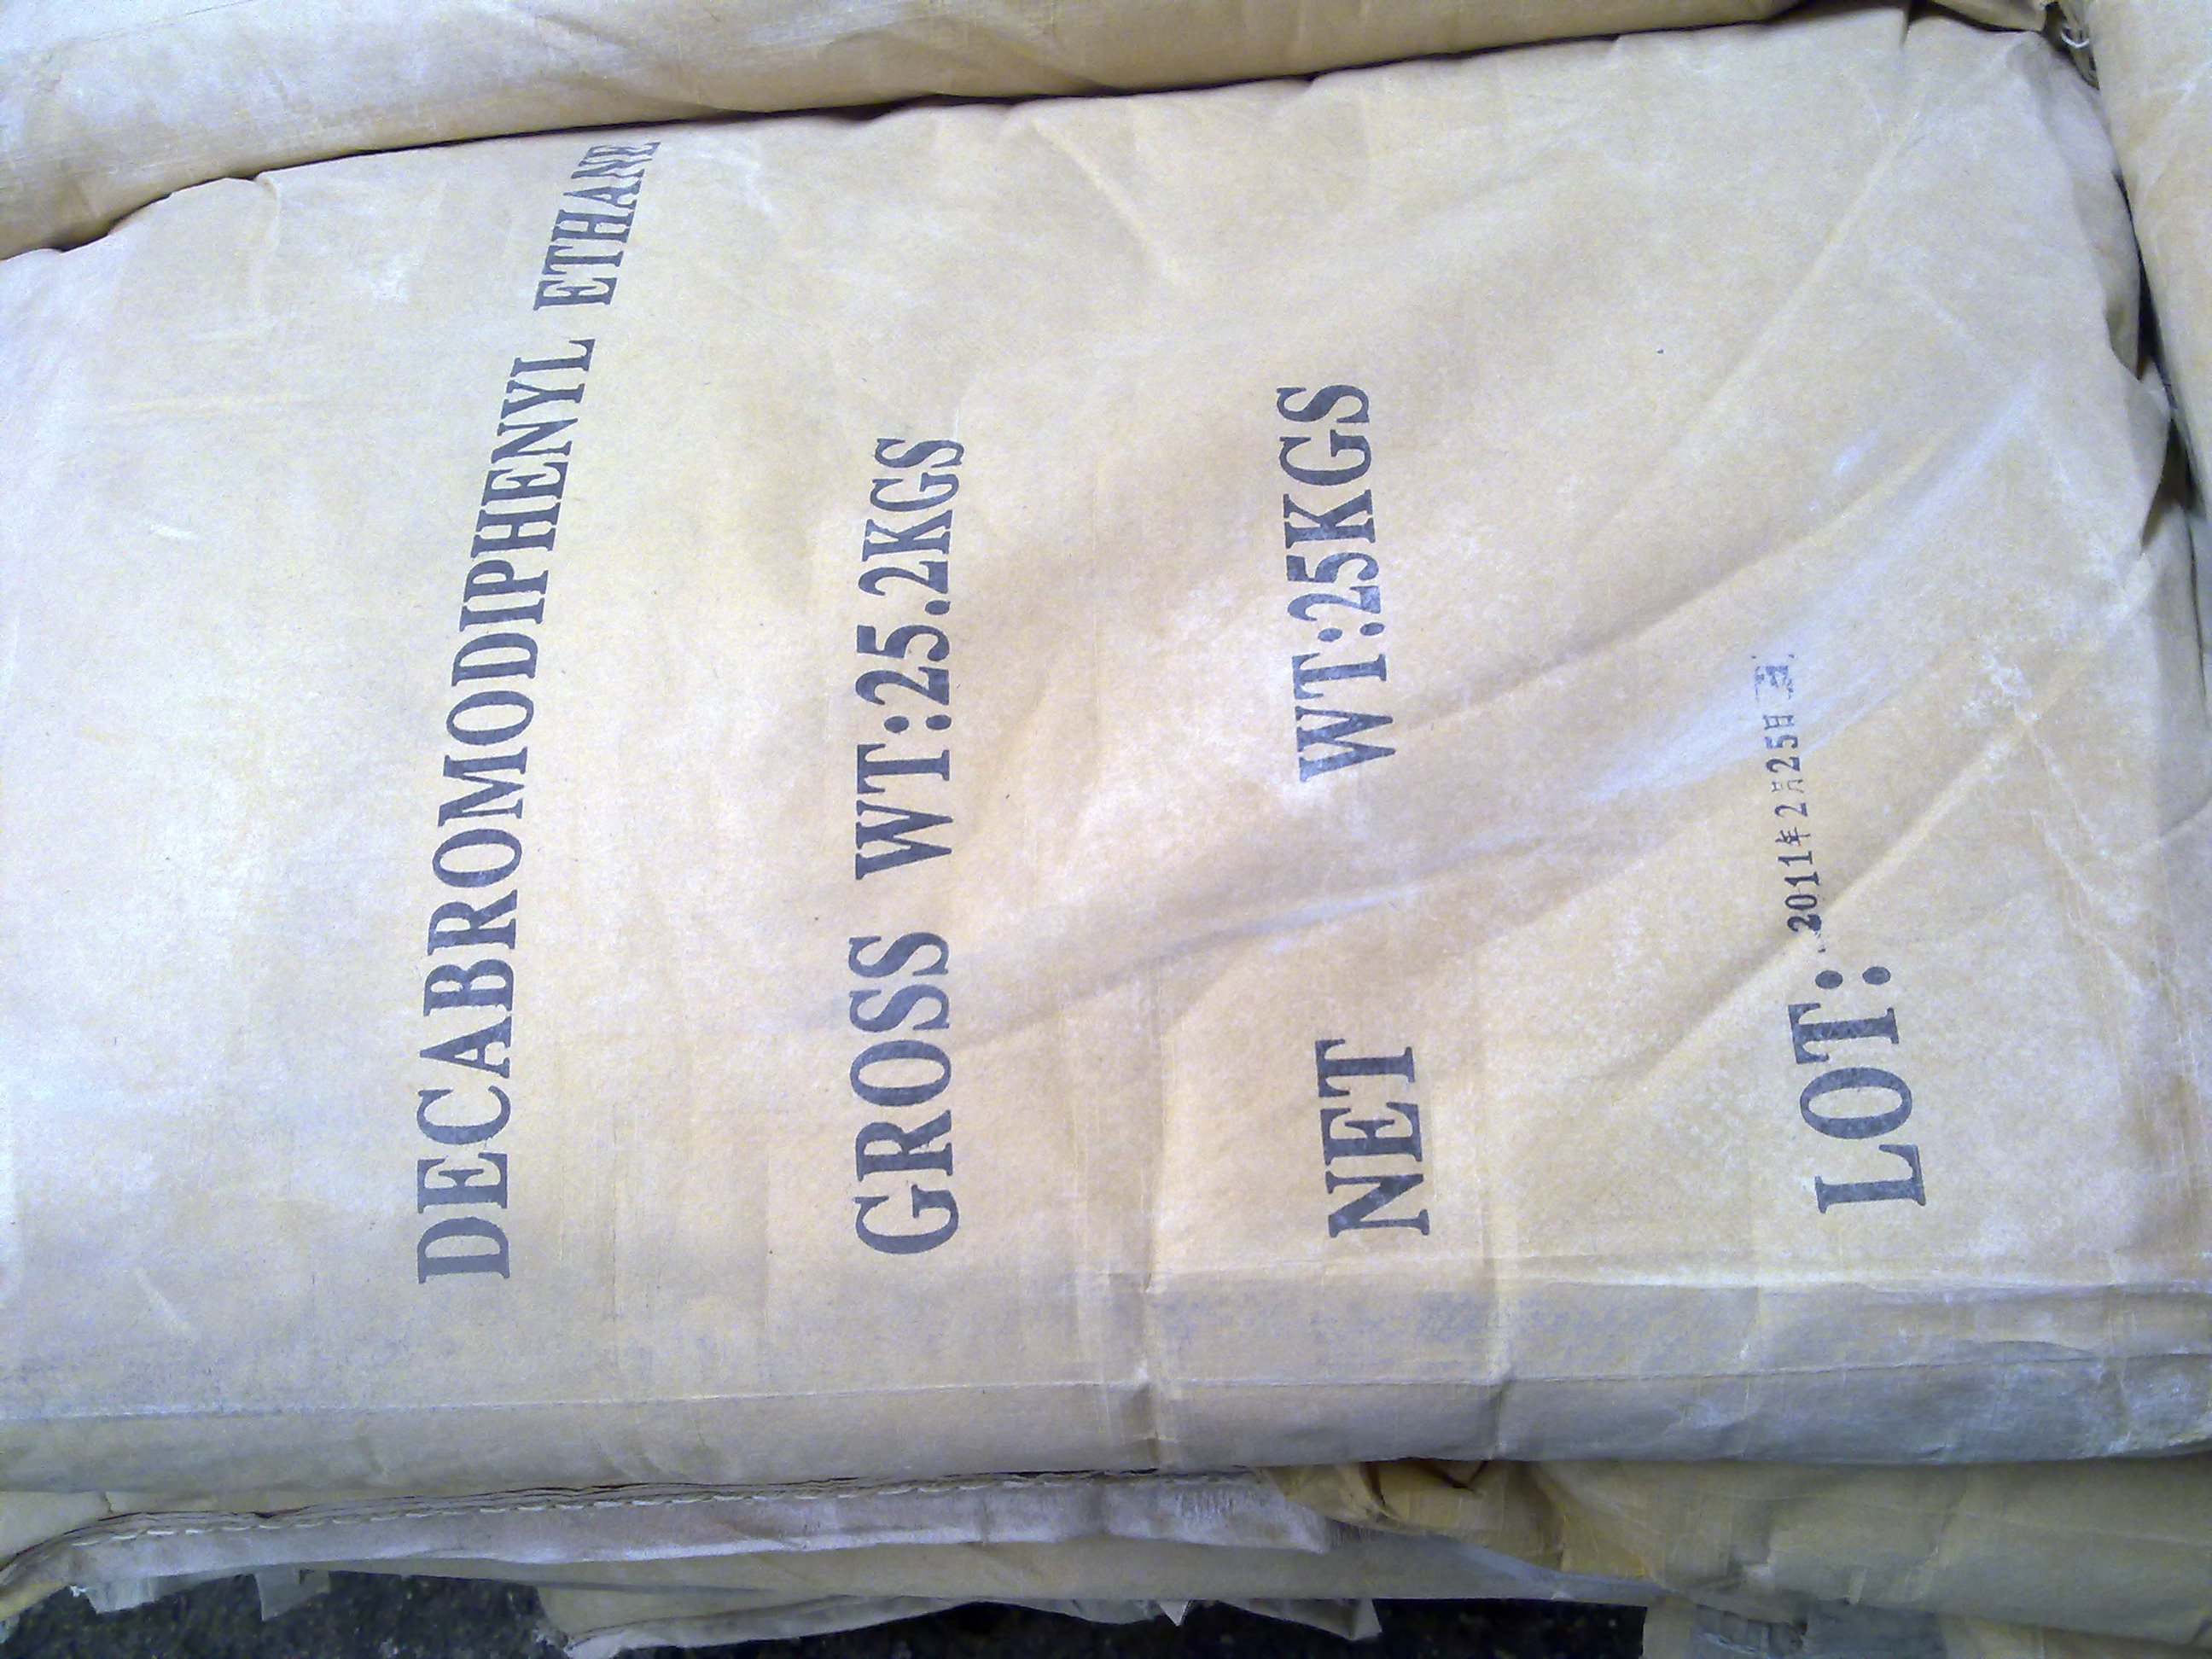 DECABROMODIPHENYL ETHANE
GROSS WT:25.2KGS
NET WT:25KGS
LOT: 2011年2月25日